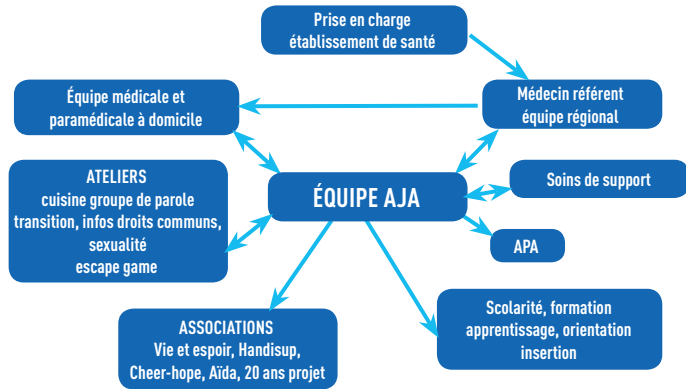 Prise en charge
établissement de santé
Équipe médicale et
paramédicale à domicile
Médecin référent
équipe régional
ATELIERS
cuisine groupe de parole
transition, infos droits communs,
sexualité
escape game
ÉQUIPE AJA
Soins de support
APA
ASSOCIATIONS
Vie et espoir, Handisup,
Cheer-hope, Aïda, 20 ans projet
Scolarité, formation
apprentissage, orientation
insertion